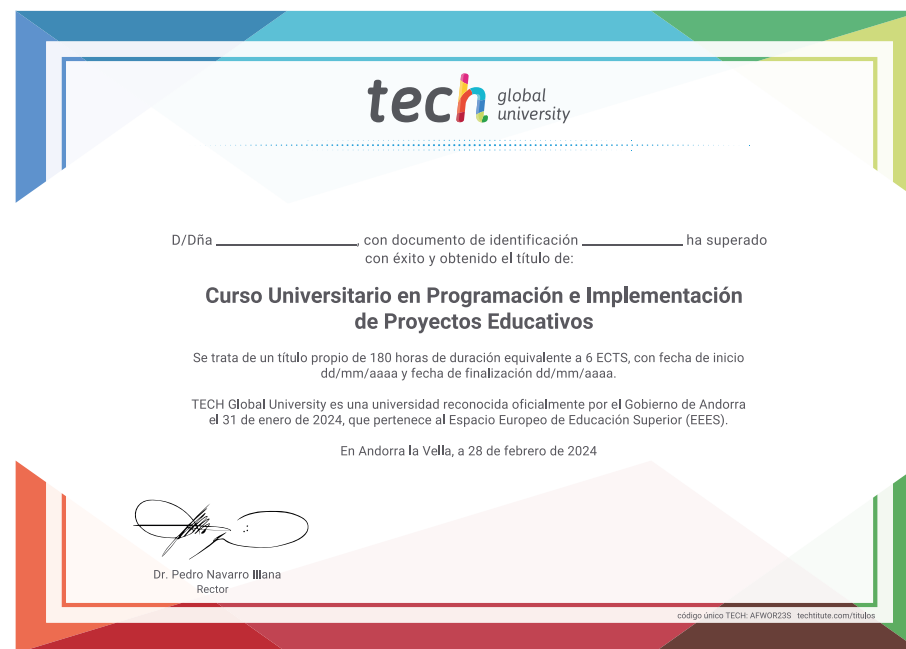 tech global university
D/Dña ____________, con documento de identificación ____________ ha superado
con éxito y obtenido el título de:
Curso Universitario en Programación e Implementación
de Proyectos Educativos
Se trata de un título propio de 180 horas de duración equivalente a 6 ECTS, con fecha de inicio
dd/mm/aaaa y fecha de finalización dd/mm/aaaa.
TECH Global University es una universidad reconocida oficialmente por el Gobierno de Andorra
el 31 de enero de 2024, que pertenece al Espacio Europeo de Educación Superior (EEES).
En Andorra la Vella, a 28 de febrero de 2024
Dr. Pedro Navarro Illana
Rector
código único TECH: AFWOR23S techtitute.com/titulos